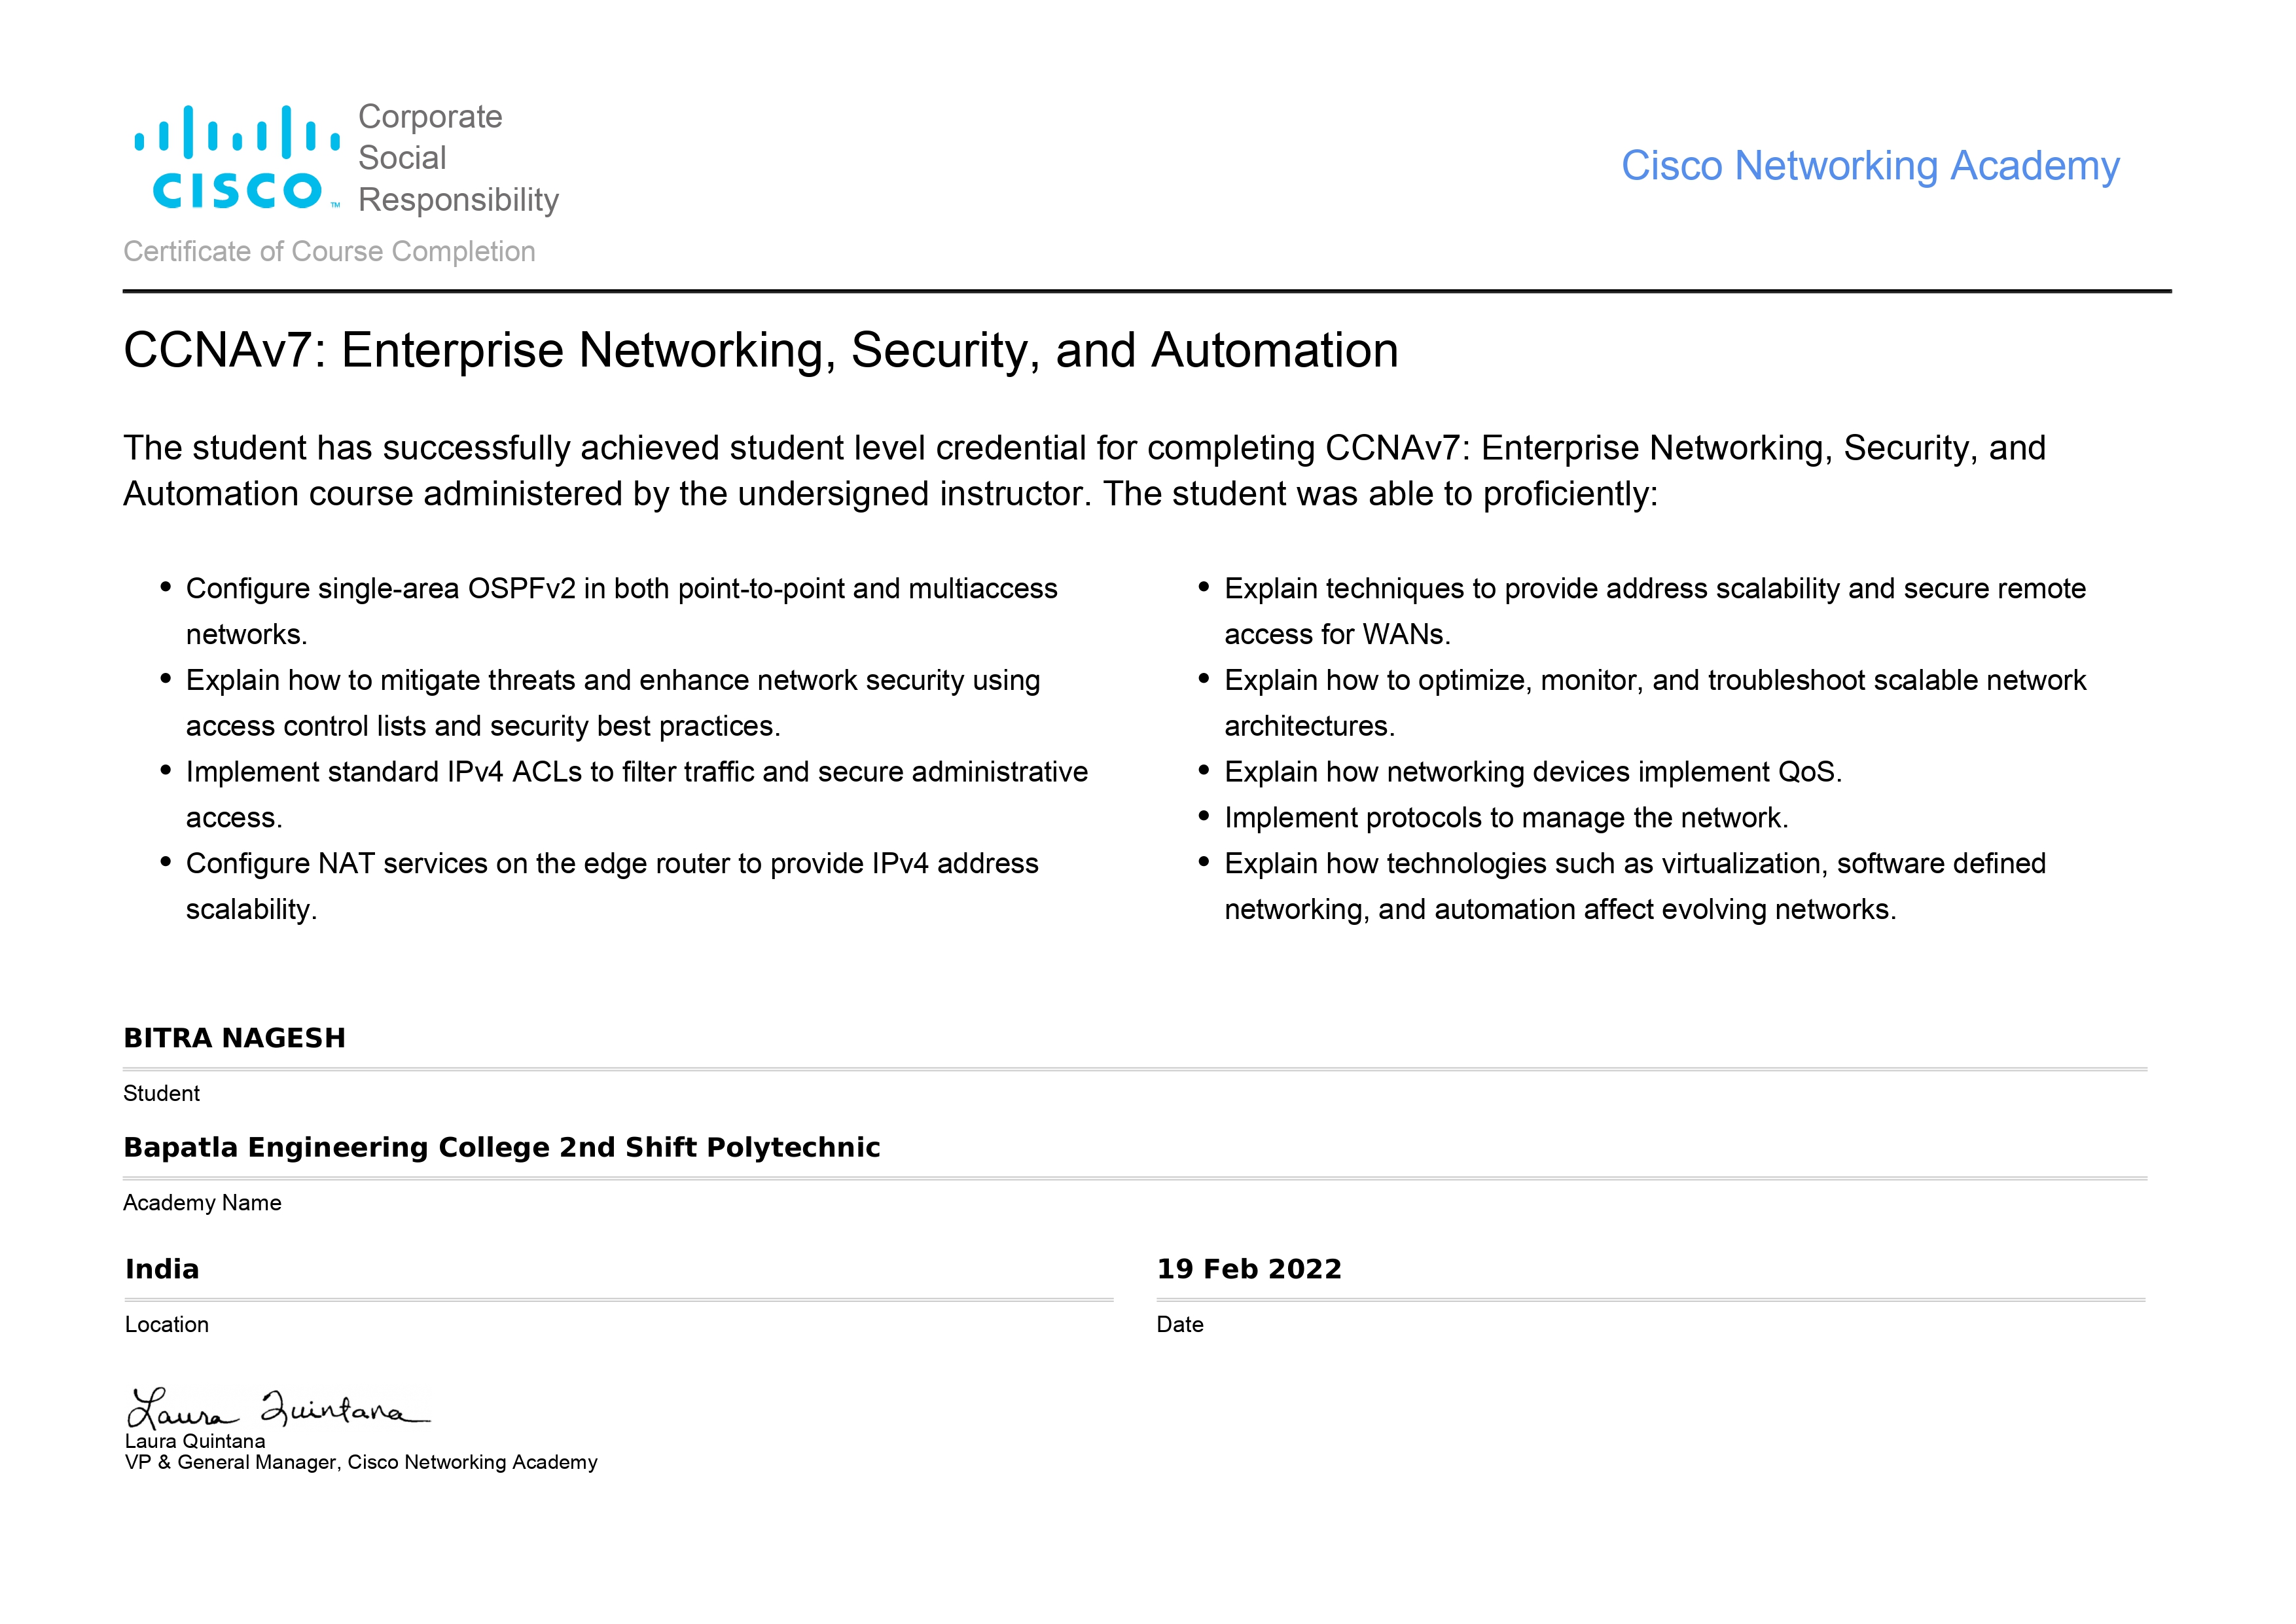 Corporate
Social
Responsibility
CISCO™
Cisco Networking Academy
Certificate of Course Completion
CCNAv7: Enterprise Networking, Security, and Automation
The student has successfully achieved student level credential for completing CCNAv7: Enterprise Networking, Security, and
Automation course administered by the undersigned instructor. The student was able to proficiently:
• Configure single-area OSPFv2 in both point-to-point and multiaccess
networks.
• Explain how to mitigate threats and enhance network security using
access control lists and security best practices.
• Implement standard IPv4 ACLs to filter traffic and secure administrative
access.
• Configure NAT services on the edge router to provide IPv4 address
scalability.
• Explain techniques to provide address scalability and secure remote
access for WANs.
• Explain how to optimize, monitor, and troubleshoot scalable network
architectures.
• Explain how networking devices implement QoS.
• Implement protocols to manage the network.
• Explain how technologies such as virtualization, software defined
networking, and automation affect evolving networks.
BITRA NAGESH
Student
Bapatla Engineering College 2nd Shift Polytechnic
Academy Name
India
Location
19 Feb 2022
Date
Laura Quintana
Laura Quintana
VP & General Manager, Cisco Networking Academy